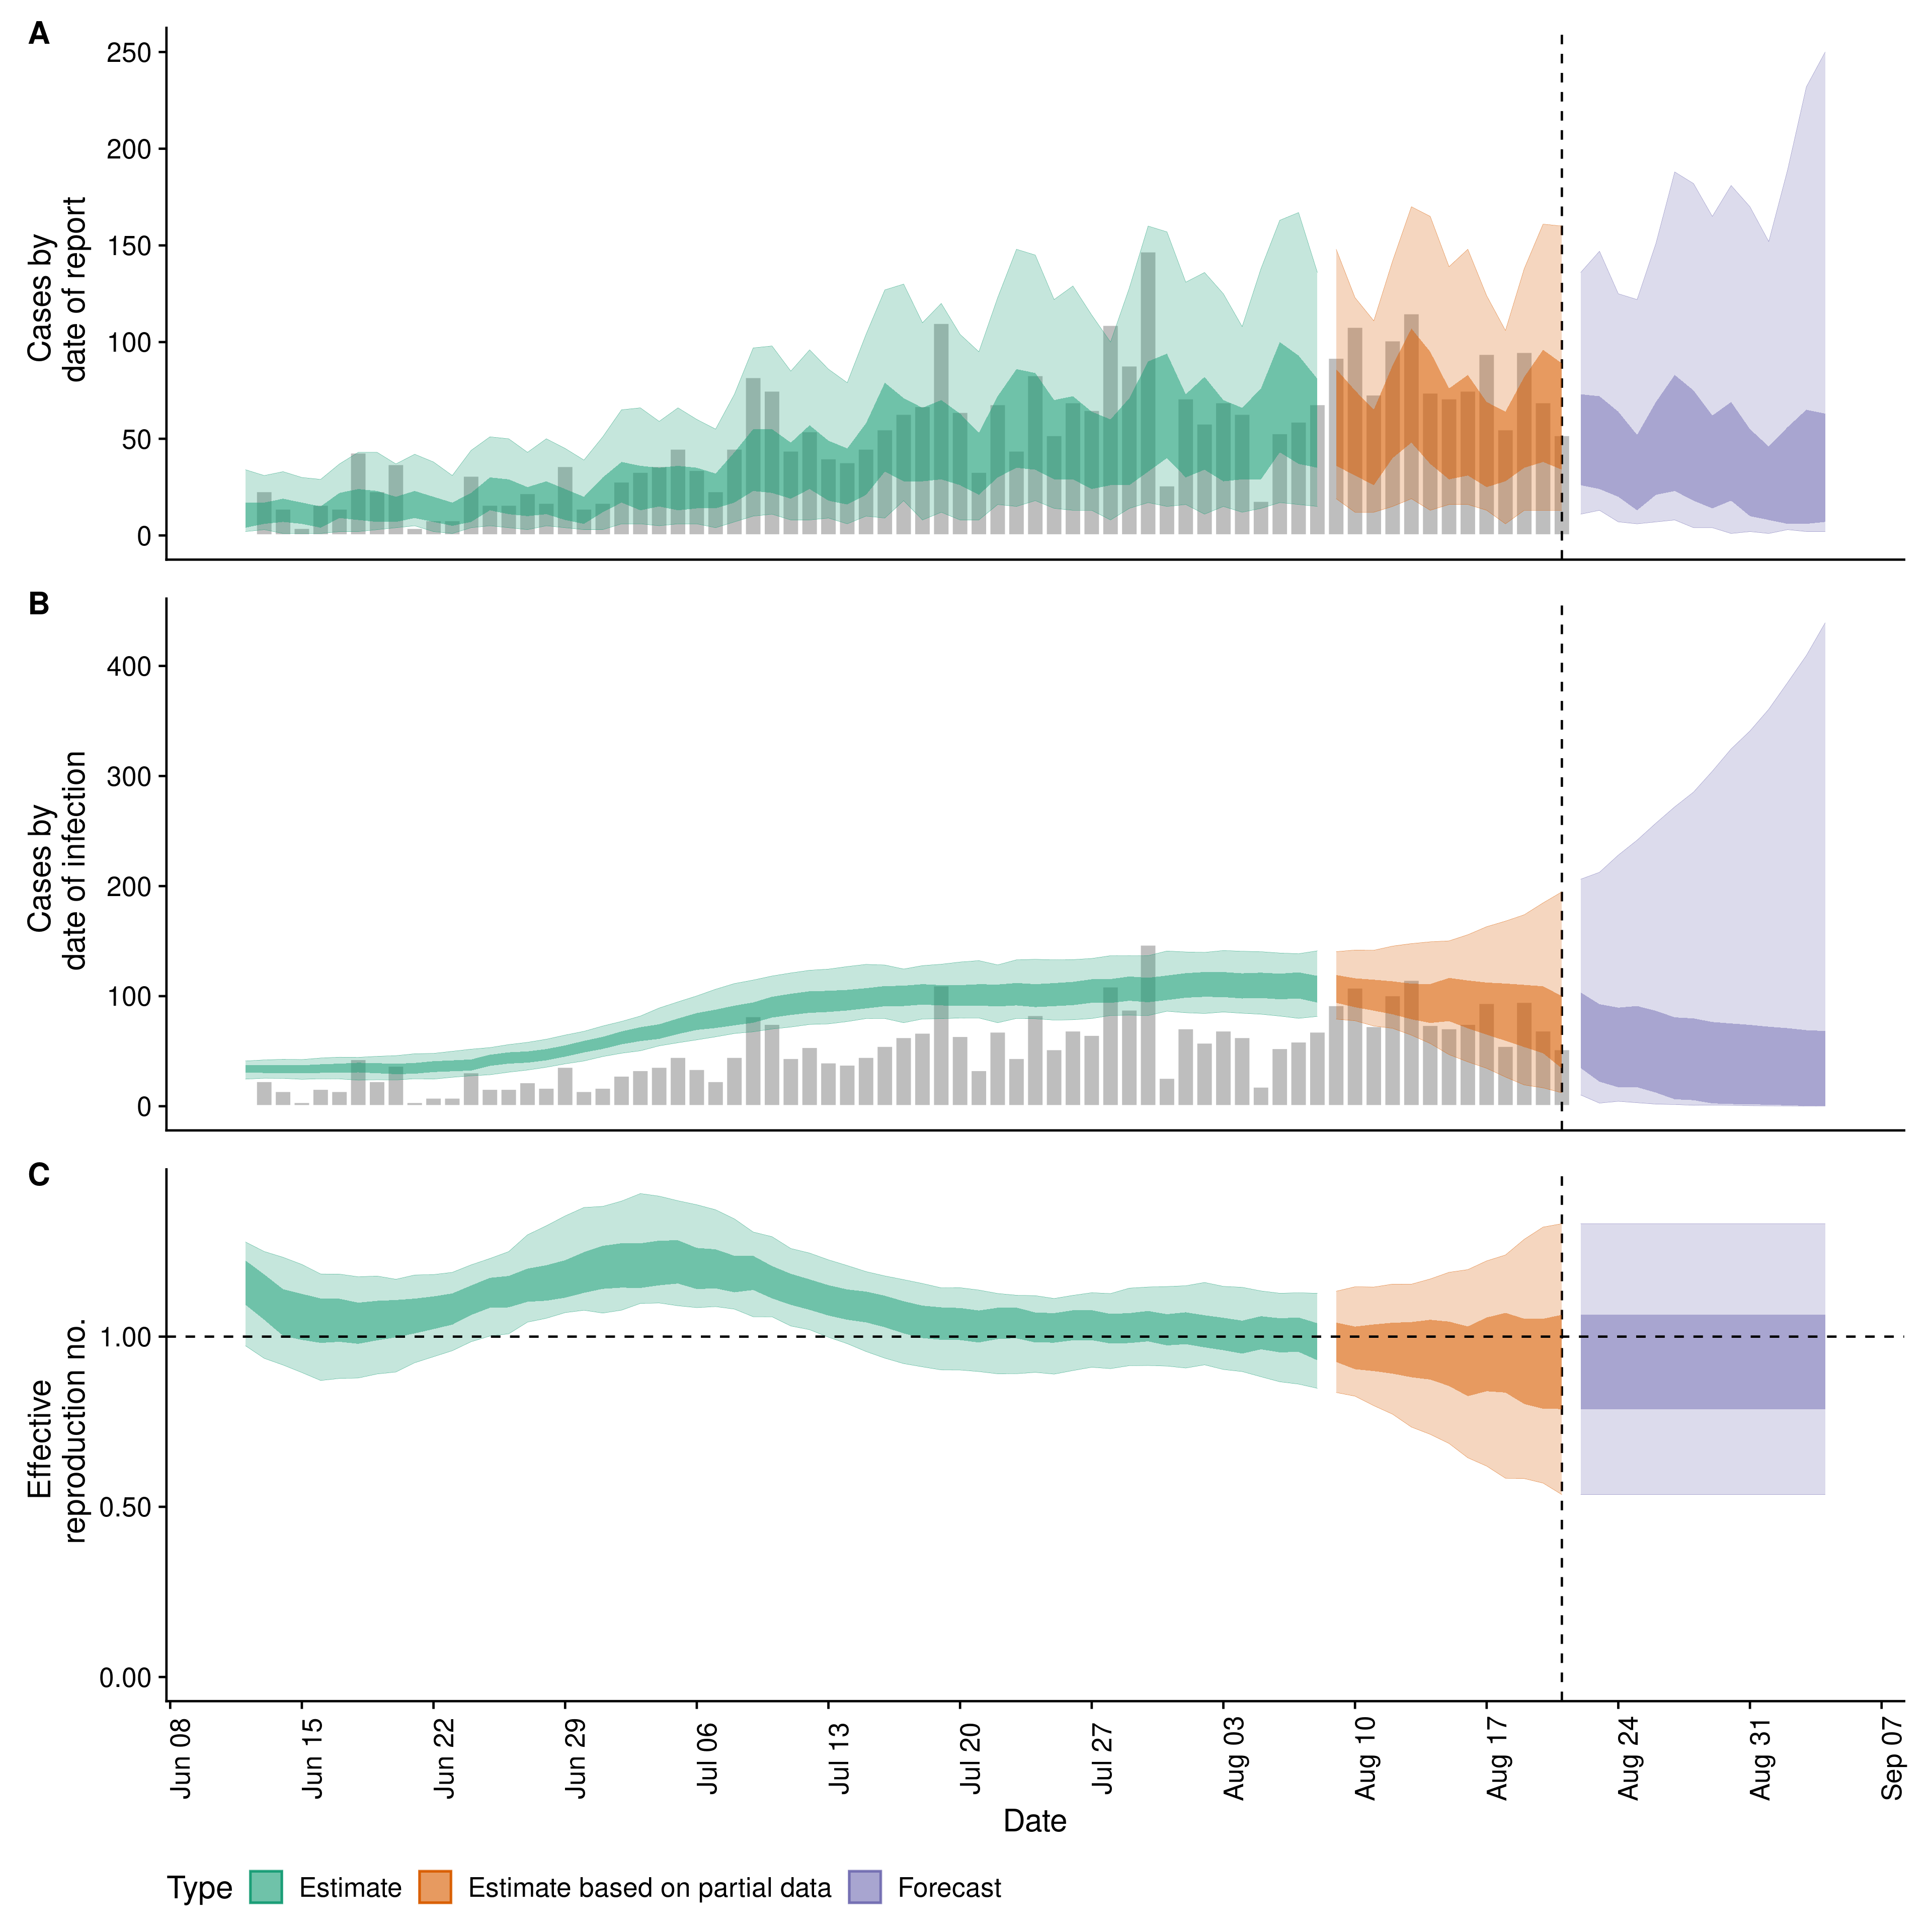 A
Cases by
date of report
250
200
150
100
50
0
B
Cases by
date of infection
400
300
200
100
0
C
Effective
reproduction no.
1.00
0.50
0.00
Jun 08
Jun 15
Jun 22
Jun 29
Jul 06
Jul 13
Jul 20
Jul 27
Aug 03
Aug 10
Aug 17
Aug 24
Aug 31
Sep 07
Date
Type Estimate Estimate based on partial data Forecast